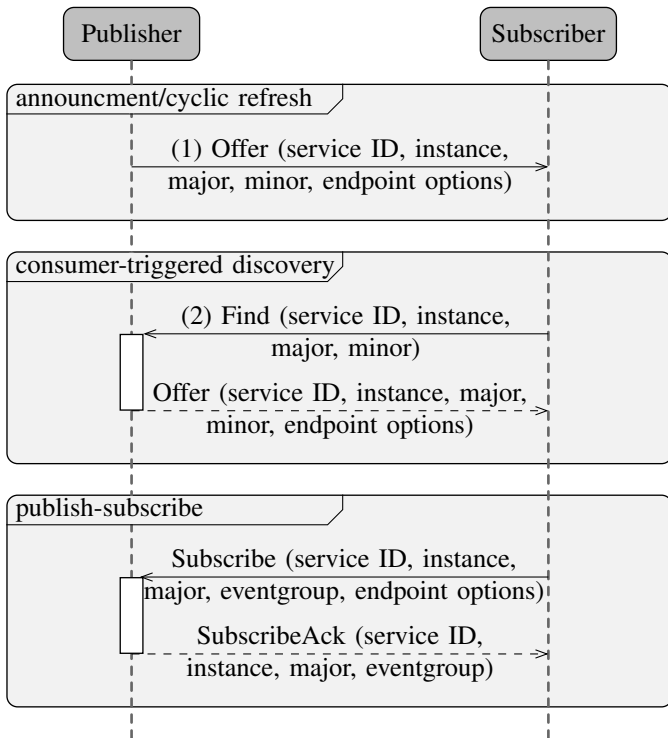 Publisher
Subscriber
announcment/cyclic refresh
(1) Offer (service ID, instance,
major, minor, endpoint options)
consumer-triggered discovery
(2) Find (service ID, instance,
major, minor)
Offer (service ID, instance, major,
minor, endpoint options)
publish-subscribe
Subscribe (service ID, instance,
major, eventgroup, endpoint options)
SubscribeAck (service ID,
instance, major, eventgroup)